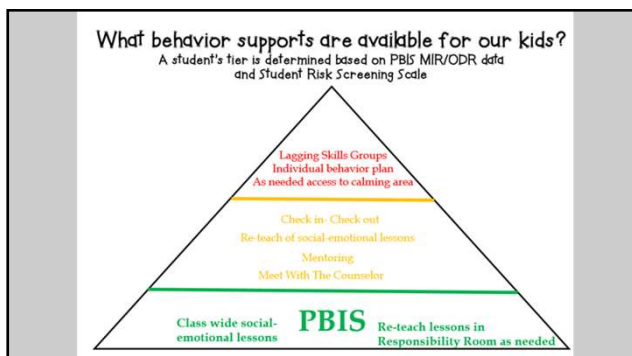 What behavior supports are available for our kids?
A student's tier is determined based on PBIS MIR/ODR data
and Student Risk Screening Scale
Lagging Skills Groups
Individual behavior plan
As needed access to calming area
Check in- Check out
Re-teach of social-emotional lessons
Mentoring
Meet With The Counselor
Class wide social-
emotional lessons
PBIS
Re-teach lessons in
Responsibility Room as needed